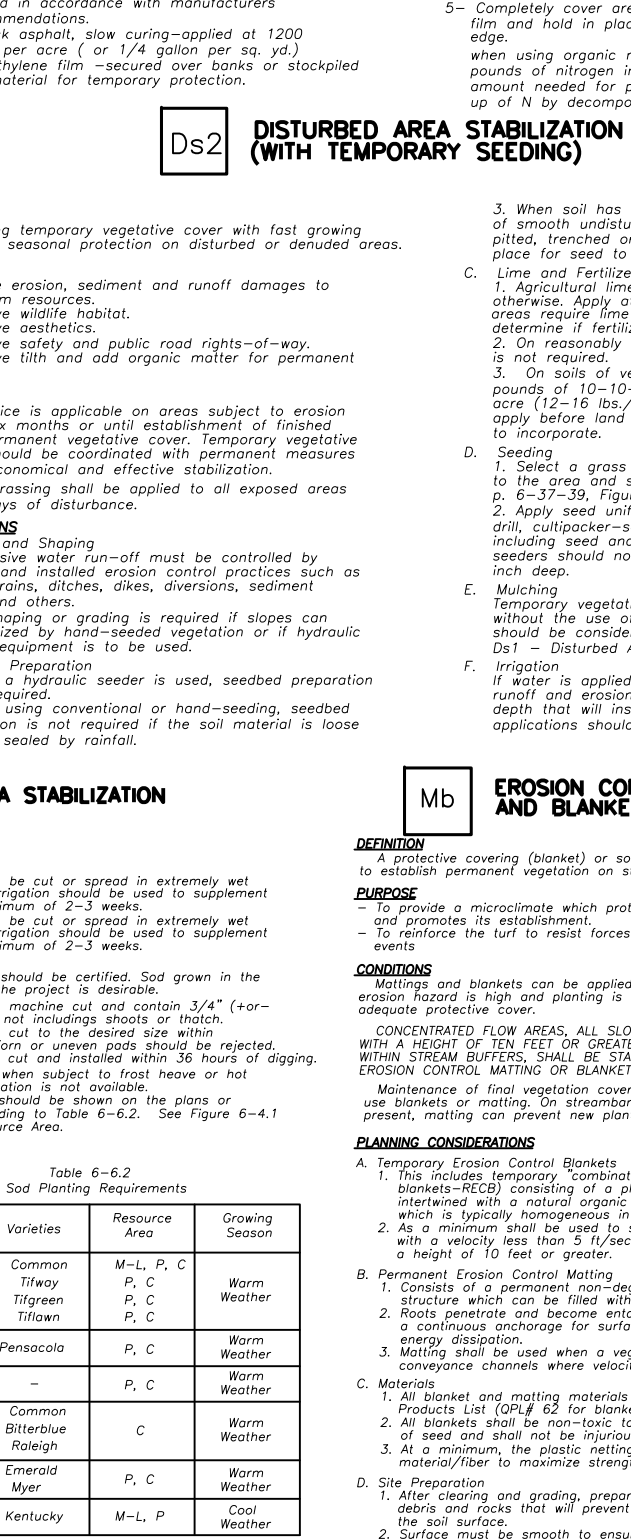 d in accordance with manufacturers
mmendations.
k asphalt, slow curing-applied at 1200
per acre ( or 1/4 gallon per sq. yd.)
thylene film -secured over banks or stockpiled
material for temporary protection.
5- Completely cover are
film and hold in plac
edge.
when using organic m
pounds of nitrogen in
amount needed for p
up of N by decompo
Ds2
DISTURBED AREA STABILIZATION
(WITH TEMPORARY SEEDING)
ng temporary vegetative cover with fast growing
seasonal protection on disturbed or denuded areas.
e erosion, sediment and runoff damages to
m resources.
ve wildlife habitat.
ve aesthetics.
ve safety and public road rights-of-way.
ve tilth and add organic matter for permanent
ice is applicable on areas subject to erosion
x months or until establishment of finished
rmanent vegetative cover. Temporary vegetative
hould be coordinated with permanent measures
conomical and effective stabilization.
rassing shall be applied to all exposed areas
ys of disturbance.
NS
and Shaping
sive water run-off must be controlled by
and installed erosion control practices such as
rains, ditches, dikes, diversions, sediment
nd others.
haping or grading is required if slopes can
ized by hand-seeded vegetation or if hydraulic
equipment is to be used.
Preparation
a hydraulic seeder is used, seedbed preparation
equired.
using conventional or hand-seeding, seedbed
on is not required if the soil material is loose
sealed by rainfall.
3. When soil has
of smooth undistu
pitted, trenched or
place for seed to
C. Lime and Fertilize
1. Agricultural lime
otherwise. Apply at
areas require lime
determine if fertiliz
2. On reasonably
is not required.
3. On soils of ve
pounds of 10-10-
acre (12-16 lbs./
apply before land
to incorporate.
D. Seeding
1. Select a grass
to the area and s
p. 6-37-39, Figur
2. Apply seed unif
drill, cultipacker-s
including seed and
seeders should no
inch deep.
E. Mulching
Temporary vegetati
without the use of
should be consider
Ds1 - Disturbed A
F. Irrigation
If water is applied
runoff and erosion
depth that will ins
applications shoul
A STABILIZATION
be cut or spread in extremely wet
rrigation should be used to supplement
imum of 2-3 weeks.
be cut or spread in extremely wet
rrigation should be used to supplement
imum of 2-3 weeks.
should be certified. Sod grown in the
he project is desirable.
machine cut and contain 3/4" (+or-
not includings shoots or thatch.
cut to the desired size within
orn or uneven pads should be rejected.
cut and installed within 36 hours of digging.
when subject to frost heave or hot
ation is not available.
should be shown on the plans or
ding to Table 6-6.2. See Figure 6-4.1
urce Area.
Table 6-6.2
Sod Planting Requirements
Varieties Resource Area Growing Season
Common M-L, P, C
Tifway P, C Warm
Tifgreen P, C Weather
Tiflawn P, C
Pensacola P, C Warm Weather
- P, C Warm Weather
Common
Bitterblue C Warm Weather
Raleigh
Emerald P, C Warm
Myer Weather
Kentucky M-L, P Cool Weather
Mb
EROSION CO
AND BLANKE
DEFINITION
A protective covering (blanket) or so
to establish permanent vegetation on s
PURPOSE
- To provide a microclimate which prot
and promotes its establishment.
- To reinforce the turf to resist forces
events
CONDITIONS
Mattings and blankets can be applied
erosion hazard is high and planting is
adequate protective cover.
CONCENTRATED FLOW AREAS, ALL SLO
WITH A HEIGHT OF TEN FEET OR GREATE
WITHIN STREAM BUFFERS, SHALL BE STA
EROSION CONTROL MATTING OR BLANKET
Maintenance of final vegetation cover
use blankets or matting. On streambar
present, matting can prevent new plan
PLANNING CONSIDERATIONS
A. Temporary Erosion Control Blankets
1. This includes temporary "combinat
blankets-RECB) consisting of a pl
intertwined with a natural organic
which is typically homogeneous in
2. As a minimum shall be used to s
with a velocity less than 5 ft/sec
a height of 10 feet or greater.
B. Permanent Erosion Control Matting
1. Consists of a permanent non-deg
structure which can be filled with
2. Roots penetrate and become ento
a continuous anchorage for surfa
energy dissipation.
3. Matting shall be used when a veg
conveyance channels where velocit
C. Materials
1. All blanket and matting materials
Products List (QPL# 62 for blanke
2. All blankets shall be non-toxic to
of seed and shall not be injuriou
3. At a minimum, the plastic netting
material/fiber to maximize strengt
D. Site Preparation
1. After clearing and grading, prepar
debris and rocks that will prevent
the soil surface.
2. Surface must be smooth to ensu